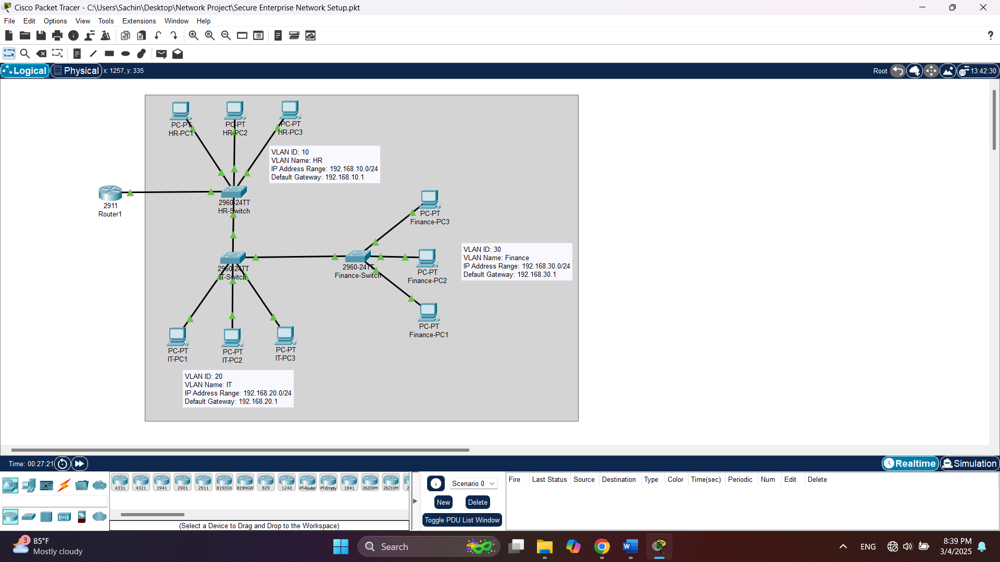 Cisco Packet Tracer - C:\Users\Sachin\Desktop\Network Project\Secure Enterprise Network Setup.pkt
File Edit Options View Tools Extensions Window Help
?
Logical Physical x: 1257, y: 335 Root 13:42:30
PC-PT
HR-PC1
PC-PT
HR-PC2
PC-PT
HR-PC3
VLAN ID: 10
VLAN Name: HR
IP Address Range: 192.168.10.0/24
Default Gateway: 192.168.10.1
2911
Router1
2960-24TT
HR-Switch
PC-PT
Finance-PC3
VLAN ID: 30
VLAN Name: Finance
IP Address Range: 192.168.30.0/24
Default Gateway: 192.168.30.1
2960-24TT
IT-Switch
2960-24TT
Finance-Switch
PC-PT
Finance-PC2
PC-PT
Finance-PC1
PC-PT
IT-PC1
PC-PT
IT-PC2
PC-PT
IT-PC3
VLAN ID: 20
VLAN Name: IT
IP Address Range: 192.168.20.0/24
Default Gateway: 192.168.20.1
Time: 00:27:21 Realtime Simulation
4331 4321 1941 2901 2911 819IOX 819HGW 829 1240 PT-Router PT-Empty 1841 2620XM 2621XM 2
Scenario 0
New Delete
Toggle PDU List Window
Fire Last Status Source Destination Type Color Time(sec) Periodic Num Edit Delete
(Select a Device to Drag and Drop to the Workspace)
3
85°F
Mostly cloudy
Search
ENG
8:39 PM
3/4/2025